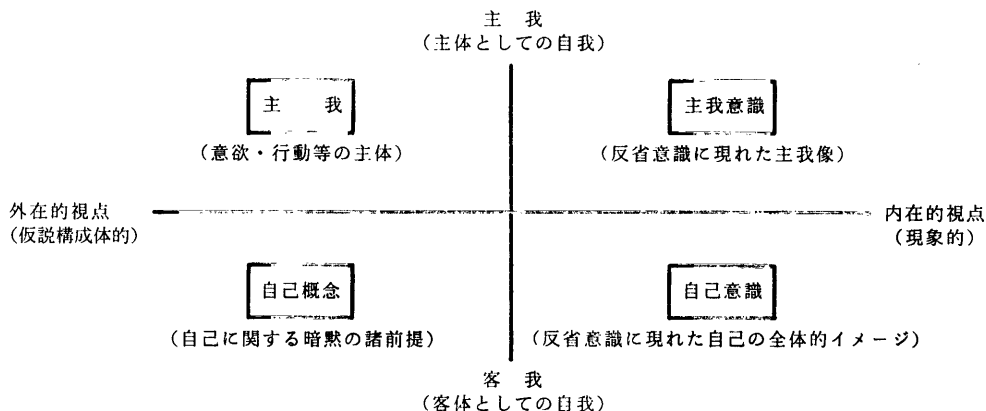 主 我
(主体としての自我)
主 我
主我意識
(意欲・行動等の主体)
(反省意識に現れた主我像)
外在的視点
(仮説構成体的)
内在的視点
(現象的)
自己概念
自己意識
(自己に関する暗黙の諸前提)
(反省意識に現れた自己の全体的イメージ)
客 我
(客体としての自我)